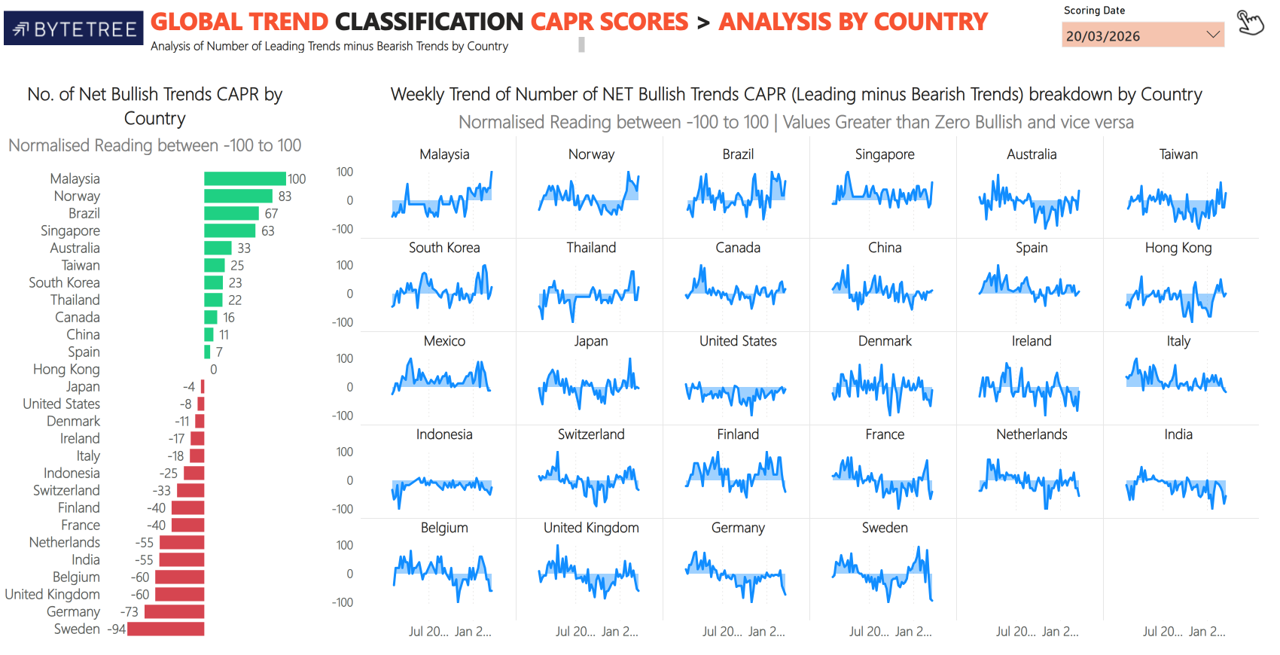 BYTETREE
GLOBAL TREND CLASSIFICATION CAPR SCORES > ANALYSIS BY COUNTRY
Analysis of Number of Leading Trends minus Bearish Trends by Country
Scoring Date
20/03/2026
No. of Net Bullish Trends CAPR by
Country
Normalised Reading between -100 to 100
Malaysia 100
Norway 83
Brazil 67
Singapore 63
Australia 33
Taiwan 25
South Korea 23
Thailand 22
Canada 16
China 11
Spain 7
Hong Kong 0
Japan -4
United States -8
Denmark -11
Ireland -17
Italy -18
Indonesia -25
Switzerland -33
Finland -40
France -40
Netherlands -55
India -55
Belgium -60
United Kingdom -60
Germany -73
Sweden -94
Weekly Trend of Number of NET Bullish Trends CAPR (Leading minus Bearish Trends) breakdown by Country
Normalised Reading between -100 to 100 | Values Greater than Zero Bullish and vice versa
Malaysia Norway Brazil Singapore Australia Taiwan
100
0
-100
South Korea Thailand Canada China Spain Hong Kong
100
0
-100
Mexico Japan United States Denmark Ireland Italy
100
0
-100
Indonesia Switzerland Finland France Netherlands India
100
0
-100
Belgium United Kingdom Germany Sweden
100
0
-100
Jul 20... Jan 2... Jul 20... Jan 2... Jul 20... Jan 2... Jul 20... Jan 2... Jul 20... Jan 2... Jul 20... Jan 2...